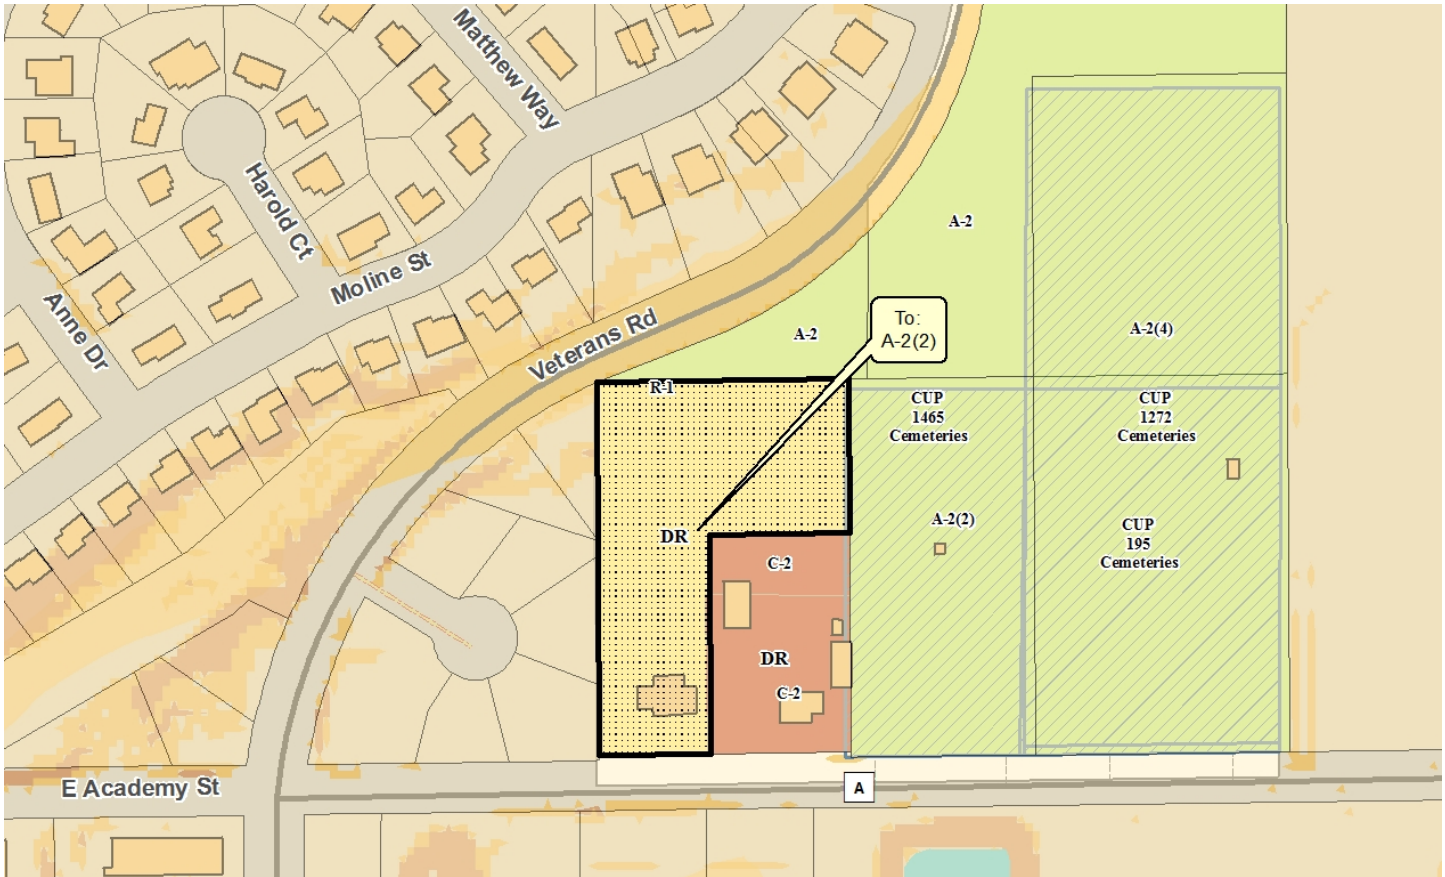 Matthew Way
Harold Ct
Moline St
Anne Dr
Veterans Rd
A-2
A-2
To:
A-2(2)
A-2(4)
R-1
CUP
1465
Cemeteries
CUP
1272
Cemeteries
DR
A-2(2)
CUP
195
Cemeteries
C-2
DR
C-2
E Academy St
A